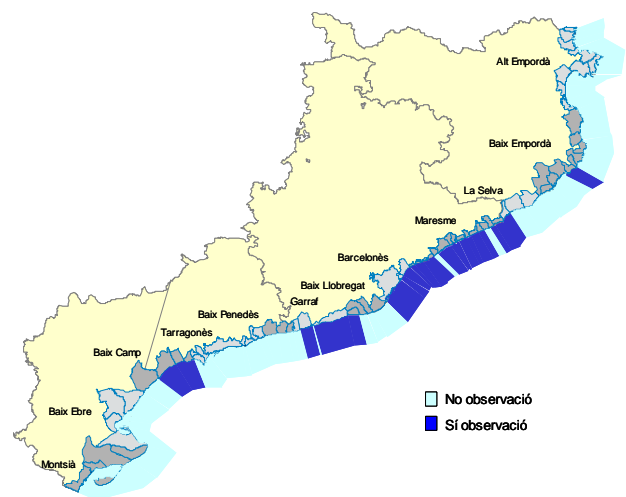 Alt Empordà
Baix Empordà
La Selva
Maresme
Barcelonès
Baix Llobregat
Garraf
Baix Penedès
Tarragonès
Baix Camp
Baix Ebre
Montsià
No observació
Sí observació